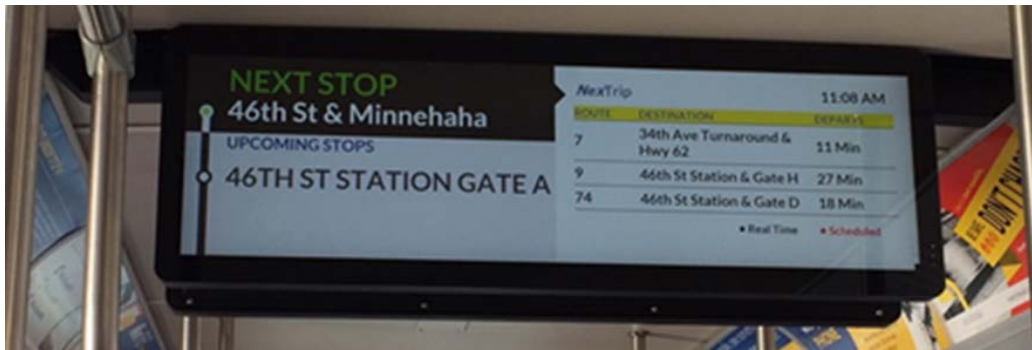 NEXT STOP
46th St & Minnehaha
UPCOMING STOPS
46TH ST STATION GATE A
NexTrip 11:08 AM
ROUTE DESTINATION DEPARTS
7 34th Ave Turnaround & Hwy 62 11 Min
9 46th St Station & Gate H 27 Min
74 46th St Station & Gate D 18 Min
• Real Time • Scheduled
DON'T